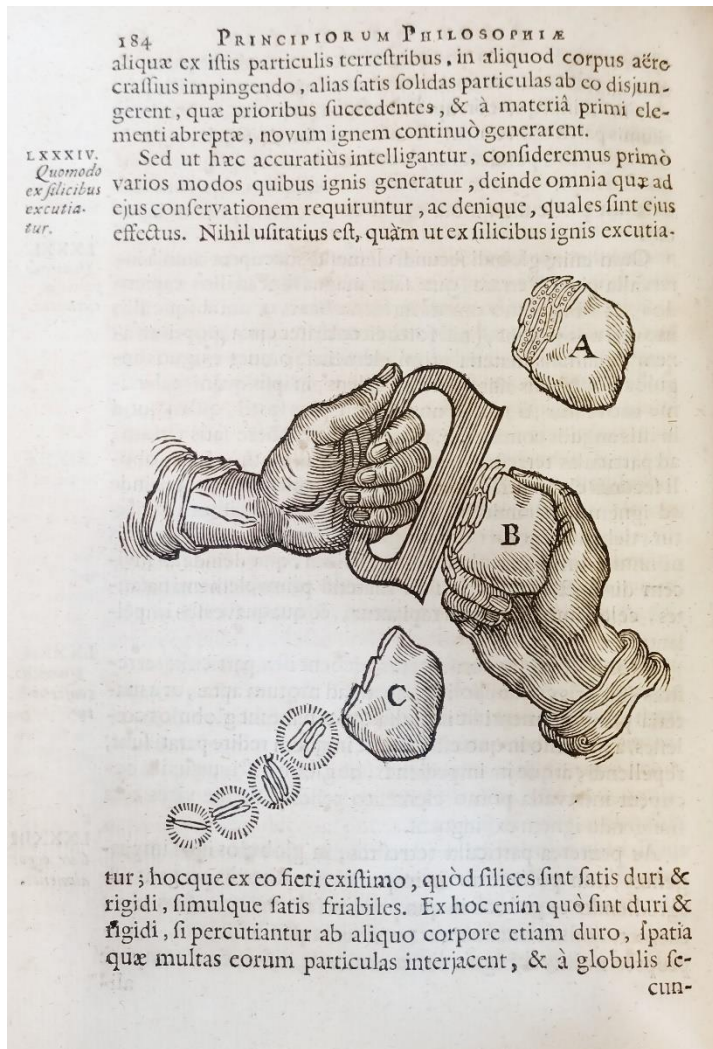 184 PRINCIPIORUM PHILOSOPHIÆ
aliquæ ex iſtis particulis terreſtribus, in aliquod corpus aëre
craſſius impingendo, alias ſatis ſolidas particulas ab eo disjun-
gerent, quæ prioribus ſuccedentes, & à materiâ primi ele-
menti abreptæ, novum ignem continuò generarent.
LXXXIV.
Quomodo
ex ſilicibus
excutia-
tur.
Sed ut hæc accuratiùs intelligantur, conſideremus primò
varios modos quibus ignis generatur, deinde omnia quæ ad
ejus conſervationem requiruntur, ac denique, quales ſint ejus
effectus. Nihil uſitatius eſt, quàm ut ex ſilicibus ignis excutia-
A
B
C
tur; hocque ex eo fieri exiſtimo, quòd ſilices ſint ſatis duri &
rigidi, ſimulque ſatis friabiles. Ex hoc enim quò ſint duri &
rigidi, ſi percutiantur ab aliquo corpore etiam duro, ſpatia
quæ multas eorum particulas interjacent, & à globulis ſe-
cun-